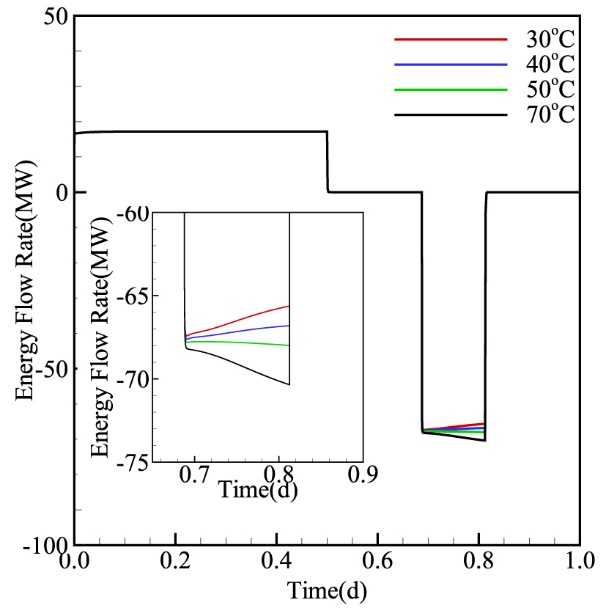 50
0
-50
-100
Energy Flow Rate(MW)
30°C
40°C
50°C
70°C
-60
-65
-70
-75
Energy Flow Rate(MW)
0.7 0.8 0.9
Time(d)
0.0 0.2 0.4 0.6 0.8 1.0
Time(d)